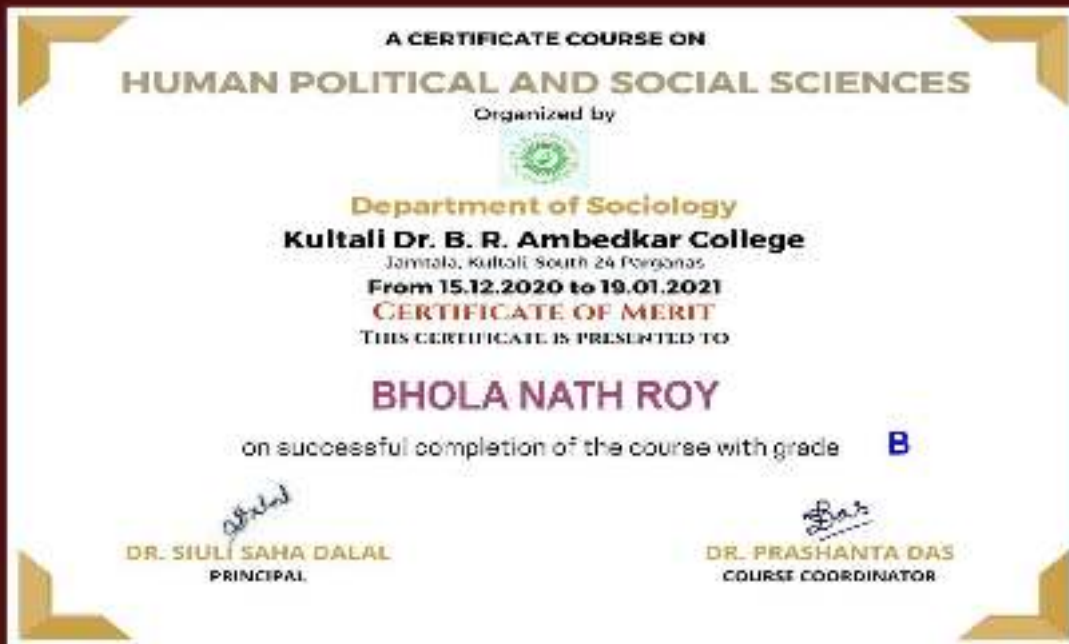 A CERTIFICATE COURSE ON
HUMAN POLITICAL AND SOCIAL SCIENCES
Organized by
Department of Sociology
Kultali Dr. B. R. Ambedkar College
Jamtala, Kultali, South 24 Parganas
From 15.12.2020 to 19.01.2021
CERTIFICATE OF MERIT
THIS CERTIFICATE IS PRESENTED TO
BHOLA NATH ROY
on successful completion of the course with grade B
Das
DR. SIULI SAHA DALAL DR. PRASHANTA DAS
PRINCIPAL COURSE COORDINATOR